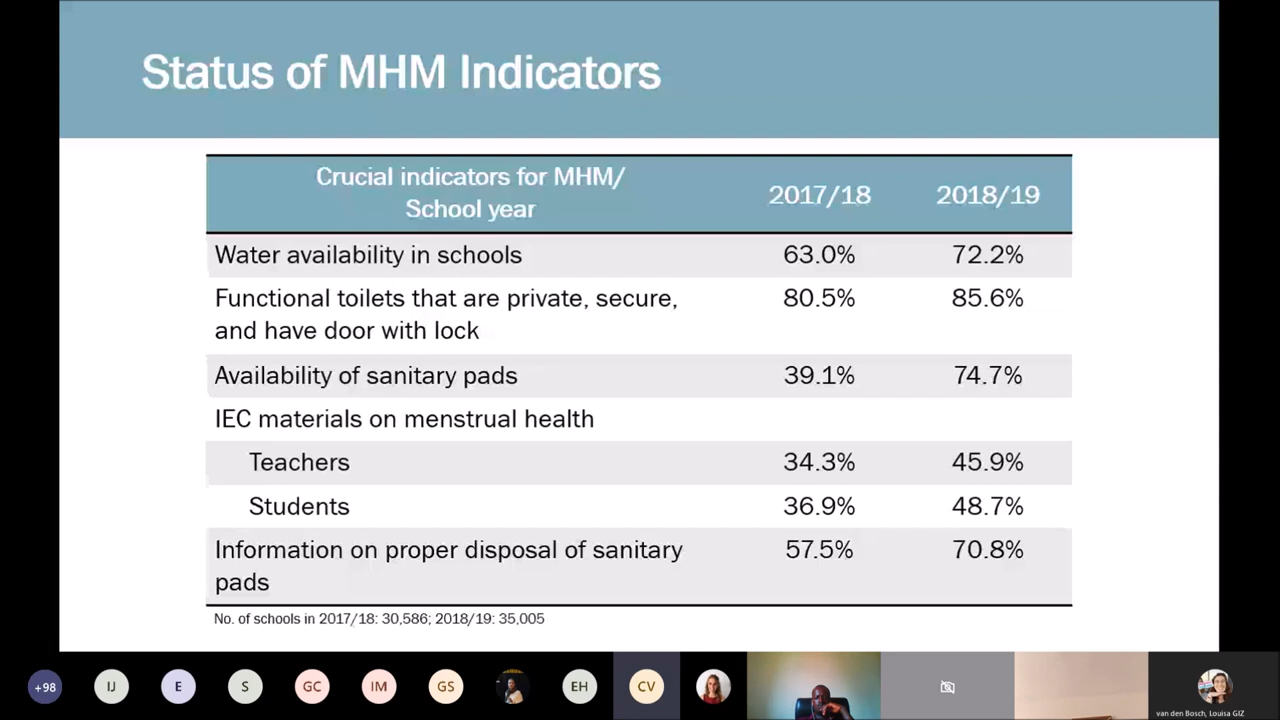 Status of MHM Indicators
Crucial indicators for MHM/
School year
2017/18
2018/19
Water availability in schools 63.0% 72.2%
Functional toilets that are private, secure, 80.5% 85.6%
and have door with lock
Availability of sanitary pads 39.1% 74.7%
IEC materials on menstrual health
Teachers 34.3% 45.9%
Students 36.9% 48.7%
Information on proper disposal of sanitary 57.5% 70.8%
pads
No. of schools in 2017/18: 30,586; 2018/19: 35,005
+98 IJ E S GC IM GS EH CV
van den Bosch, Louisa GIZ